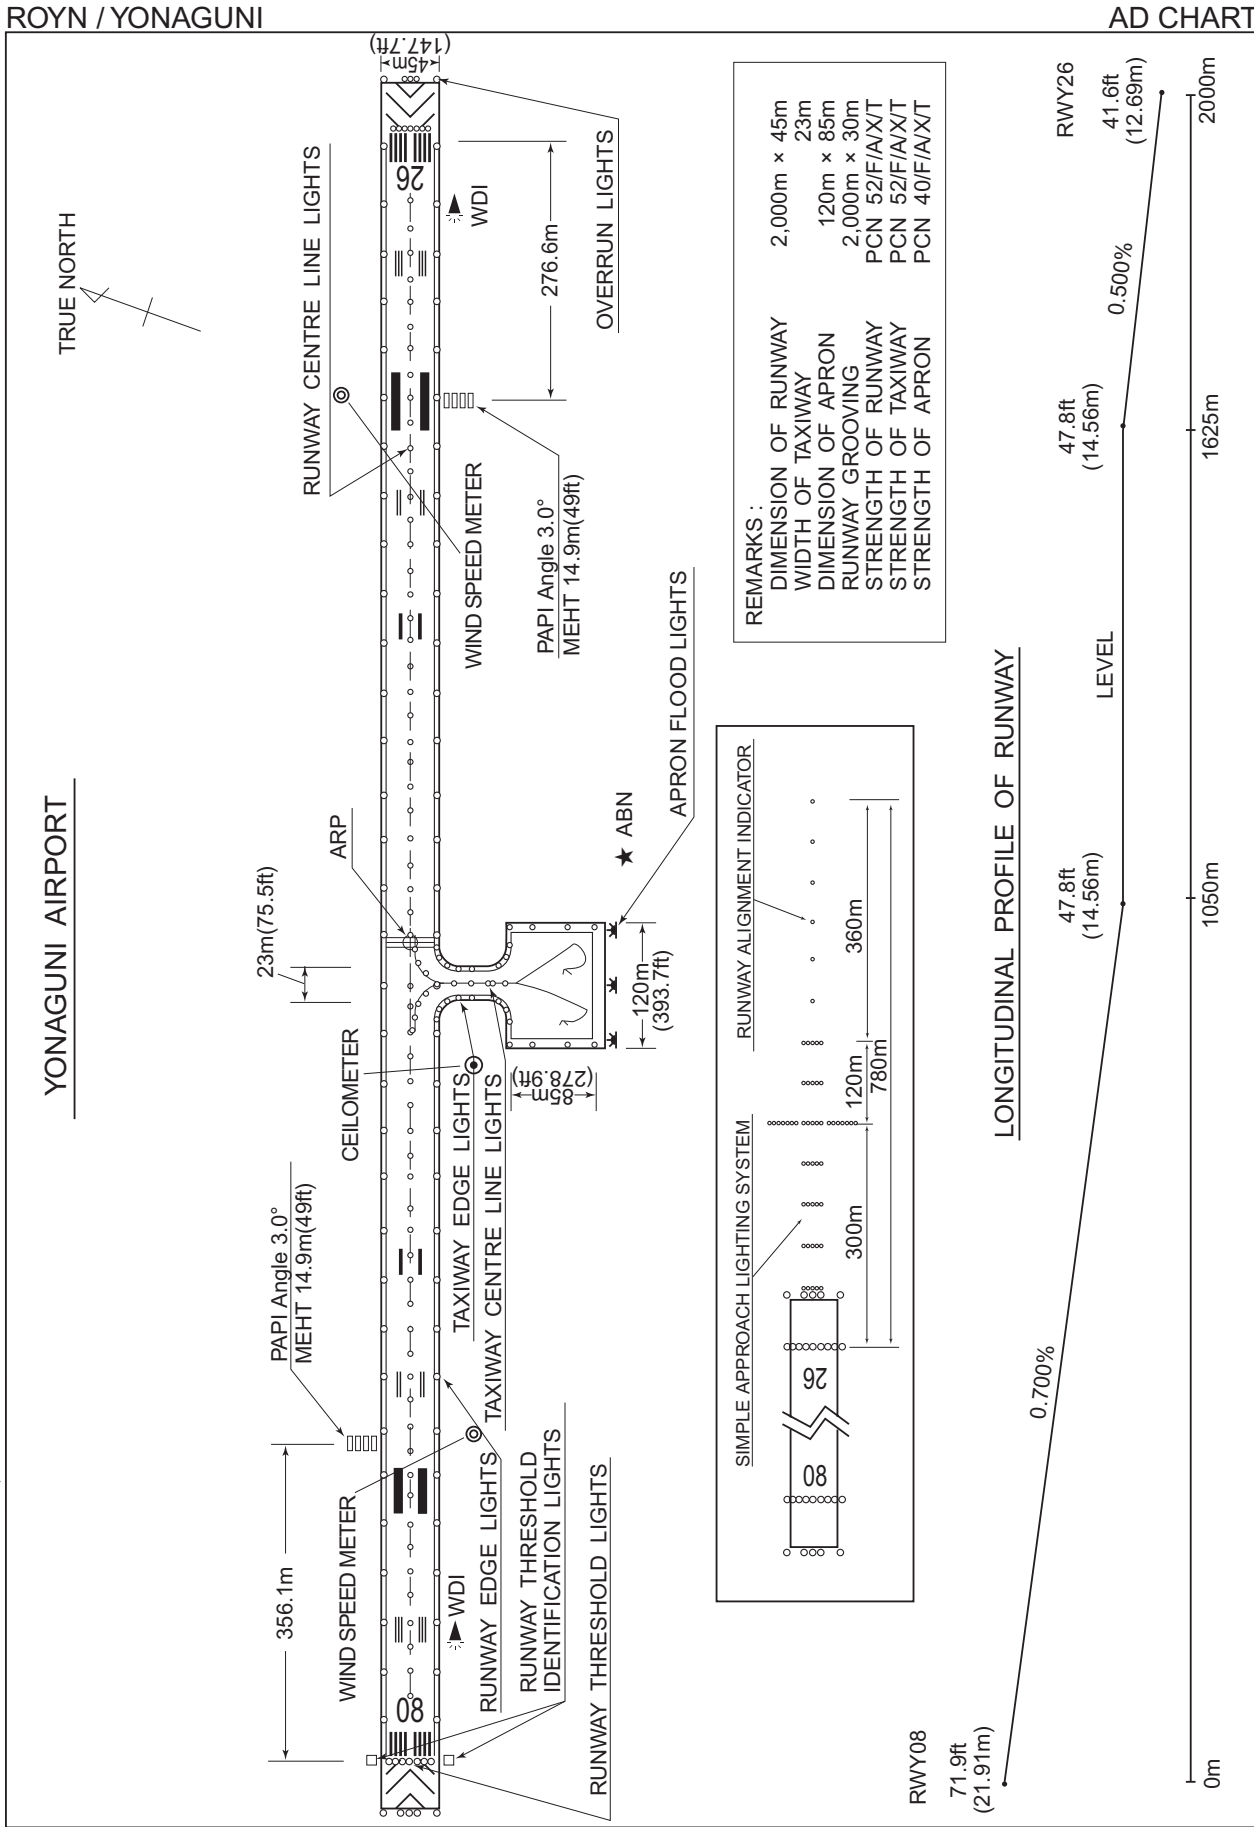 ROYN / YONAGUNI
AD CHART
YONAGUNI AIRPORT
TRUE NORTH
356.1m
PAPI Angle 3.0°
MEHT 14.9m(49ft)
23m(75.5ft)
ARP
CEILOMETER
WIND SPEED METER
RUNWAY CENTRE LINE LIGHTS
45m
(147.7ft)
08
26
WDI
WDI
276.6m
OVERRUN LIGHTS
WIND SPEED METER
PAPI Angle 3.0°
MEHT 14.9m(49ft)
TAXIWAY EDGE LIGHTS
TAXIWAY CENTRE LINE LIGHTS
RUNWAY EDGE LIGHTS
RUNWAY THRESHOLD
IDENTIFICATION LIGHTS
RUNWAY THRESHOLD LIGHTS
85m
(278.9ft)
120m
(393.7ft)
ABN
APRON FLOOD LIGHTS
SIMPLE APPROACH LIGHTING SYSTEM
RUNWAY ALIGNMENT INDICATOR
08
26
300m
120m
360m
780m
REMARKS :
DIMENSION OF RUNWAY 2,000m × 45m
WIDTH OF TAXIWAY 23m
DIMENSION OF APRON 120m × 85m
RUNWAY GROOVING 2,000m × 30m
STRENGTH OF RUNWAY PCN 52/F/A/X/T
STRENGTH OF TAXIWAY PCN 52/F/A/X/T
STRENGTH OF APRON PCN 40/F/A/X/T
LONGITUDINAL PROFILE OF RUNWAY
RWY08
71.9ft
(21.91m)
0.700%
47.8ft
(14.56m)
LEVEL
47.8ft
(14.56m)
0.500%
RWY26
41.6ft
(12.69m)
0m
1050m
1625m
2000m